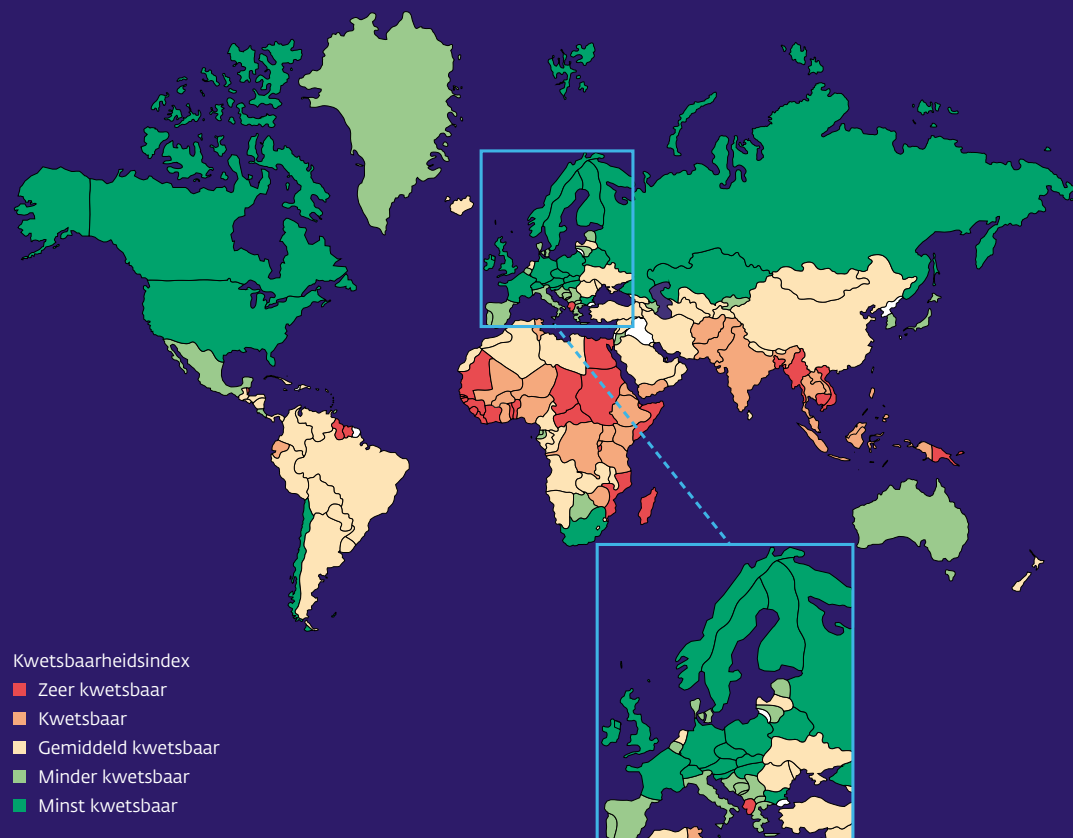 Kwetsbaarheidsindex
Zeer kwetsbaar
Kwetsbaar
Gemiddeld kwetsbaar
Minder kwetsbaar
Minst kwetsbaar